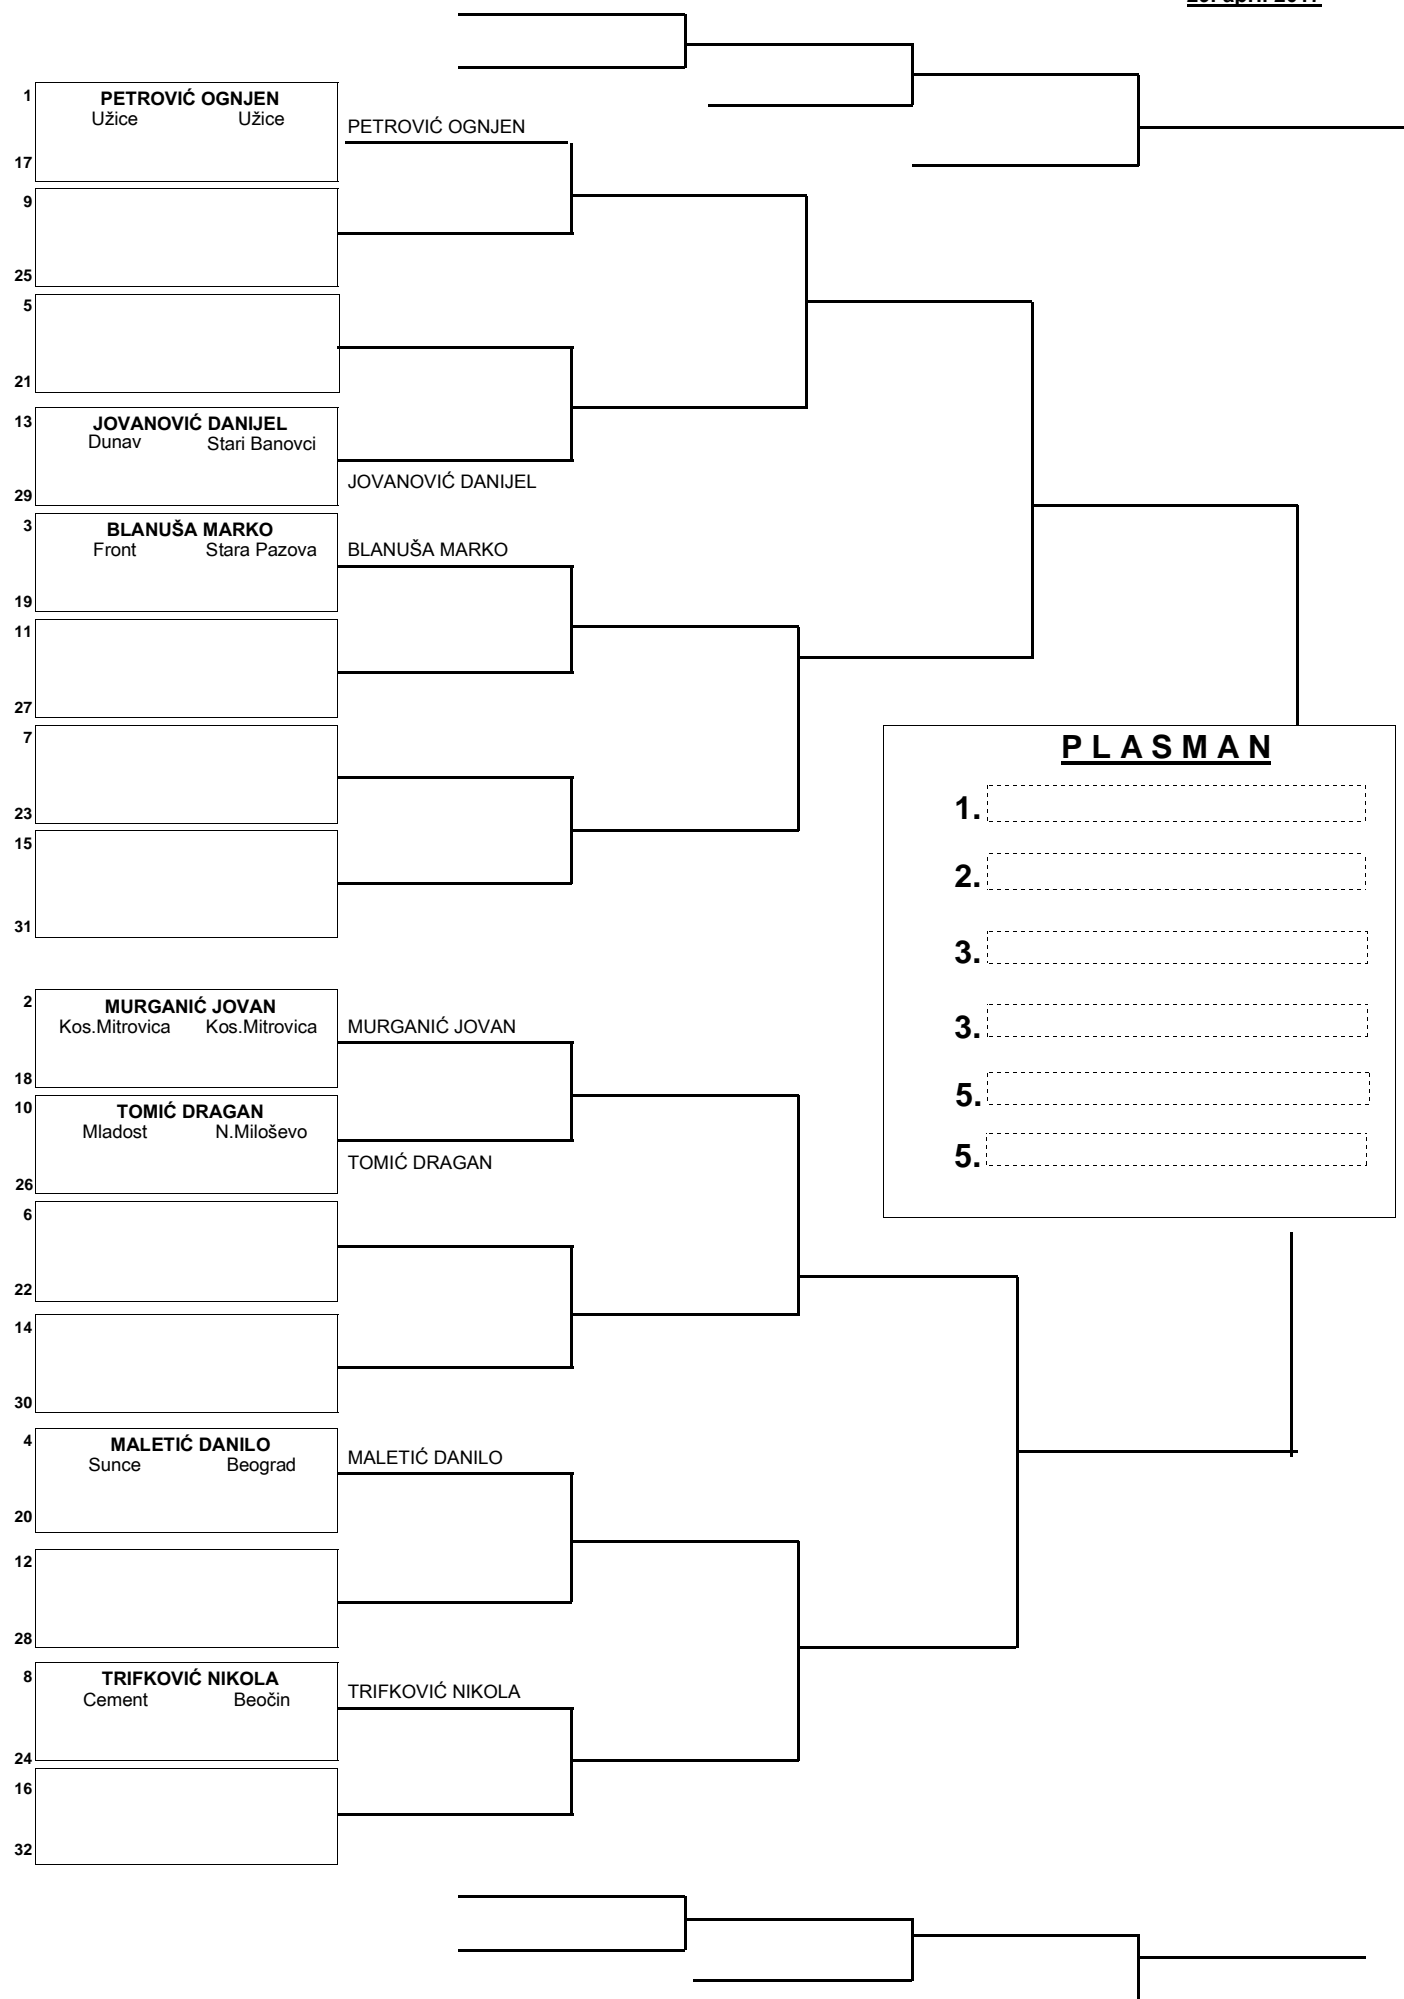 1
PETROVIĆ OGNJEN
Užice Užice
PETROVIĆ OGNJEN
17
9
25
5
21
13
JOVANOVIĆ DANIJEL
Dunav Stari Banovci
JOVANOVIĆ DANIJEL
29
3
BLANUŠA MARKO
Front Stara Pazova
BLANUŠA MARKO
19
11
27
7
23
15
31
PLASMAN
1.
2.
3.
3.
5.
5.
2
MURGANIĆ JOVAN
Kos.Mitrovica Kos.Mitrovica
MURGANIĆ JOVAN
18
10
TOMIĆ DRAGAN
Mladost N.Miloševo
TOMIĆ DRAGAN
26
6
22
14
30
4
MALETIĆ DANILO
Sunce Beograd
MALETIĆ DANILO
20
12
28
8
TRIFKOVIĆ NIKOLA
Cement Beočin
TRIFKOVIĆ NIKOLA
24
16
32